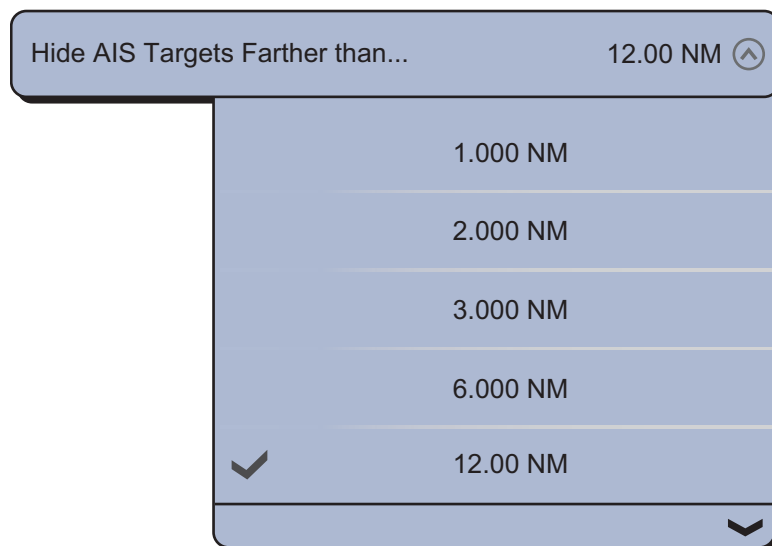 Hide AIS Targets Farther than... 12.00 NM
1.000 NM
2.000 NM
3.000 NM
6.000 NM
12.00 NM